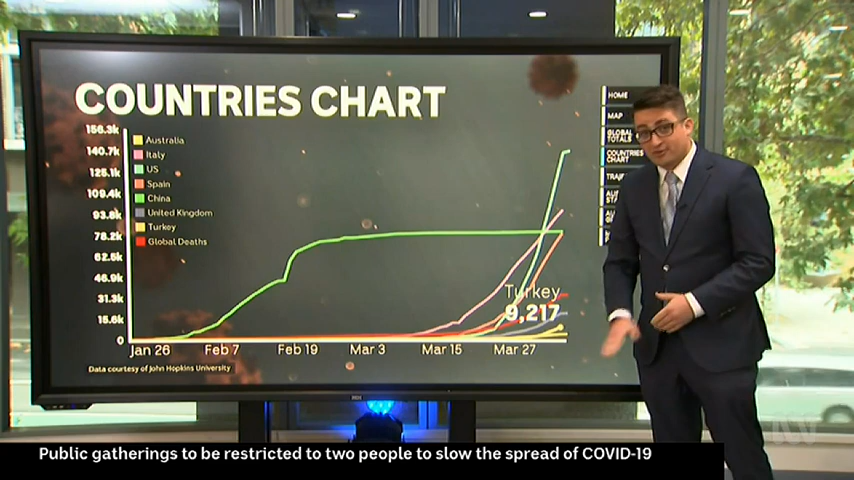 COUNTRIES CHART
156.3k
140.7k
125.1k
109.4k
93.8k
78.2k
62.5k
46.9k
31.3k
15.6k
0
Australia
Italy
US
Spain
China
United Kingdom
Turkey
Global Deaths
Turkey
9,217
Jan 26
Feb 7
Feb 19
Mar 3
Mar 15
Mar 27
Data courtesy of John Hopkins University
HOME
MAP
GLOBAL
TOTALS
COUNTRIES
CHART
Public gatherings to be restricted to two people to slow the spread of COVID-19